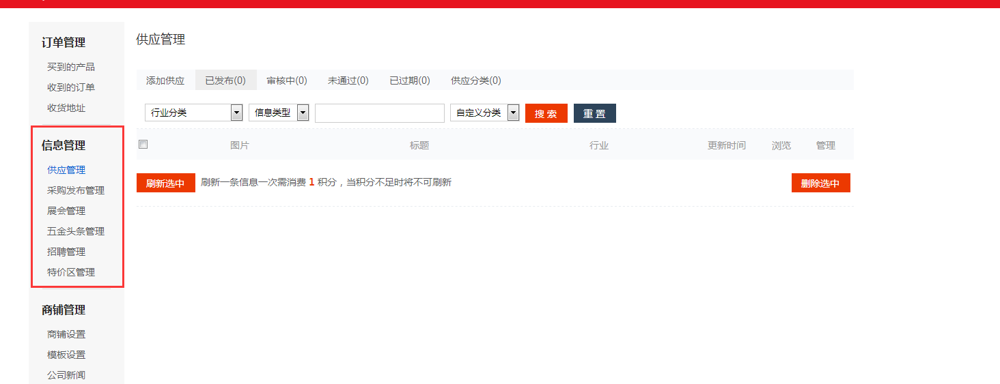 订单管理
买到的产品
收到的订单
收货地址
信息管理
供应管理
采购发布管理
展会管理
五金头条管理
招聘管理
特价区管理
商铺管理
商铺设置
模板设置
公司新闻
供应管理
添加供应 已发布(0) 审核中(0) 未通过(0) 已过期(0) 供应分类(0)
行业分类 信息类型 自定义分类 搜 索 重 置
图片 标题 行业 更新时间 浏览 管理
刷新选中 刷新一条信息一次需消费 1 积分，当积分不足时将不可刷新 删除选中